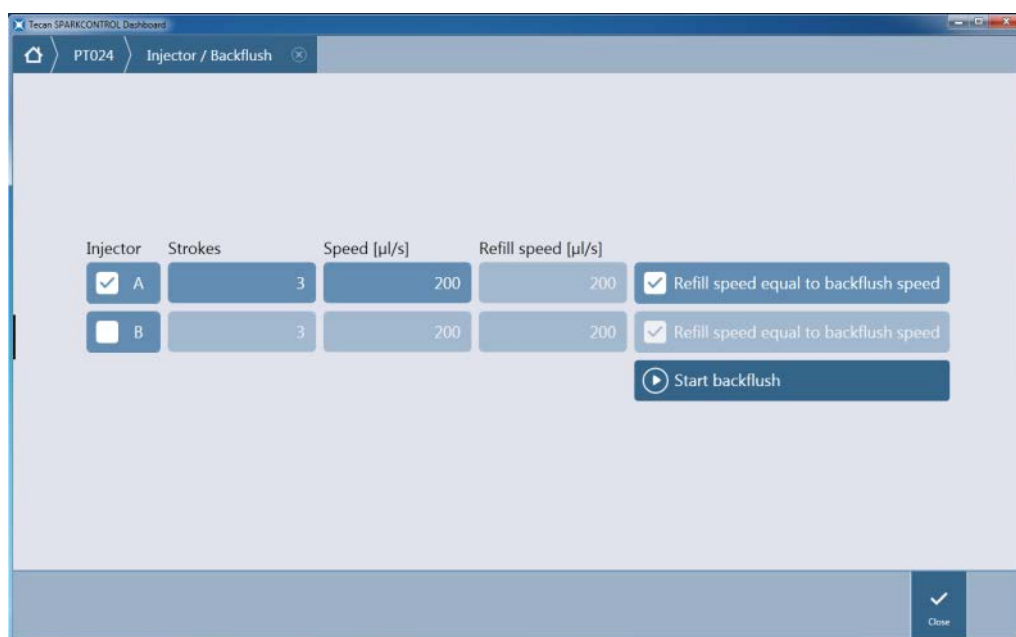 Tecan SPARKCONTROL Dashboard
PT024 Injector / Backflush
Injector Strokes Speed [µl/s] Refill speed [µl/s]
A 3 200 200 Refill speed equal to backflush speed
B 3 200 200 Refill speed equal to backflush speed
Start backflush
Close